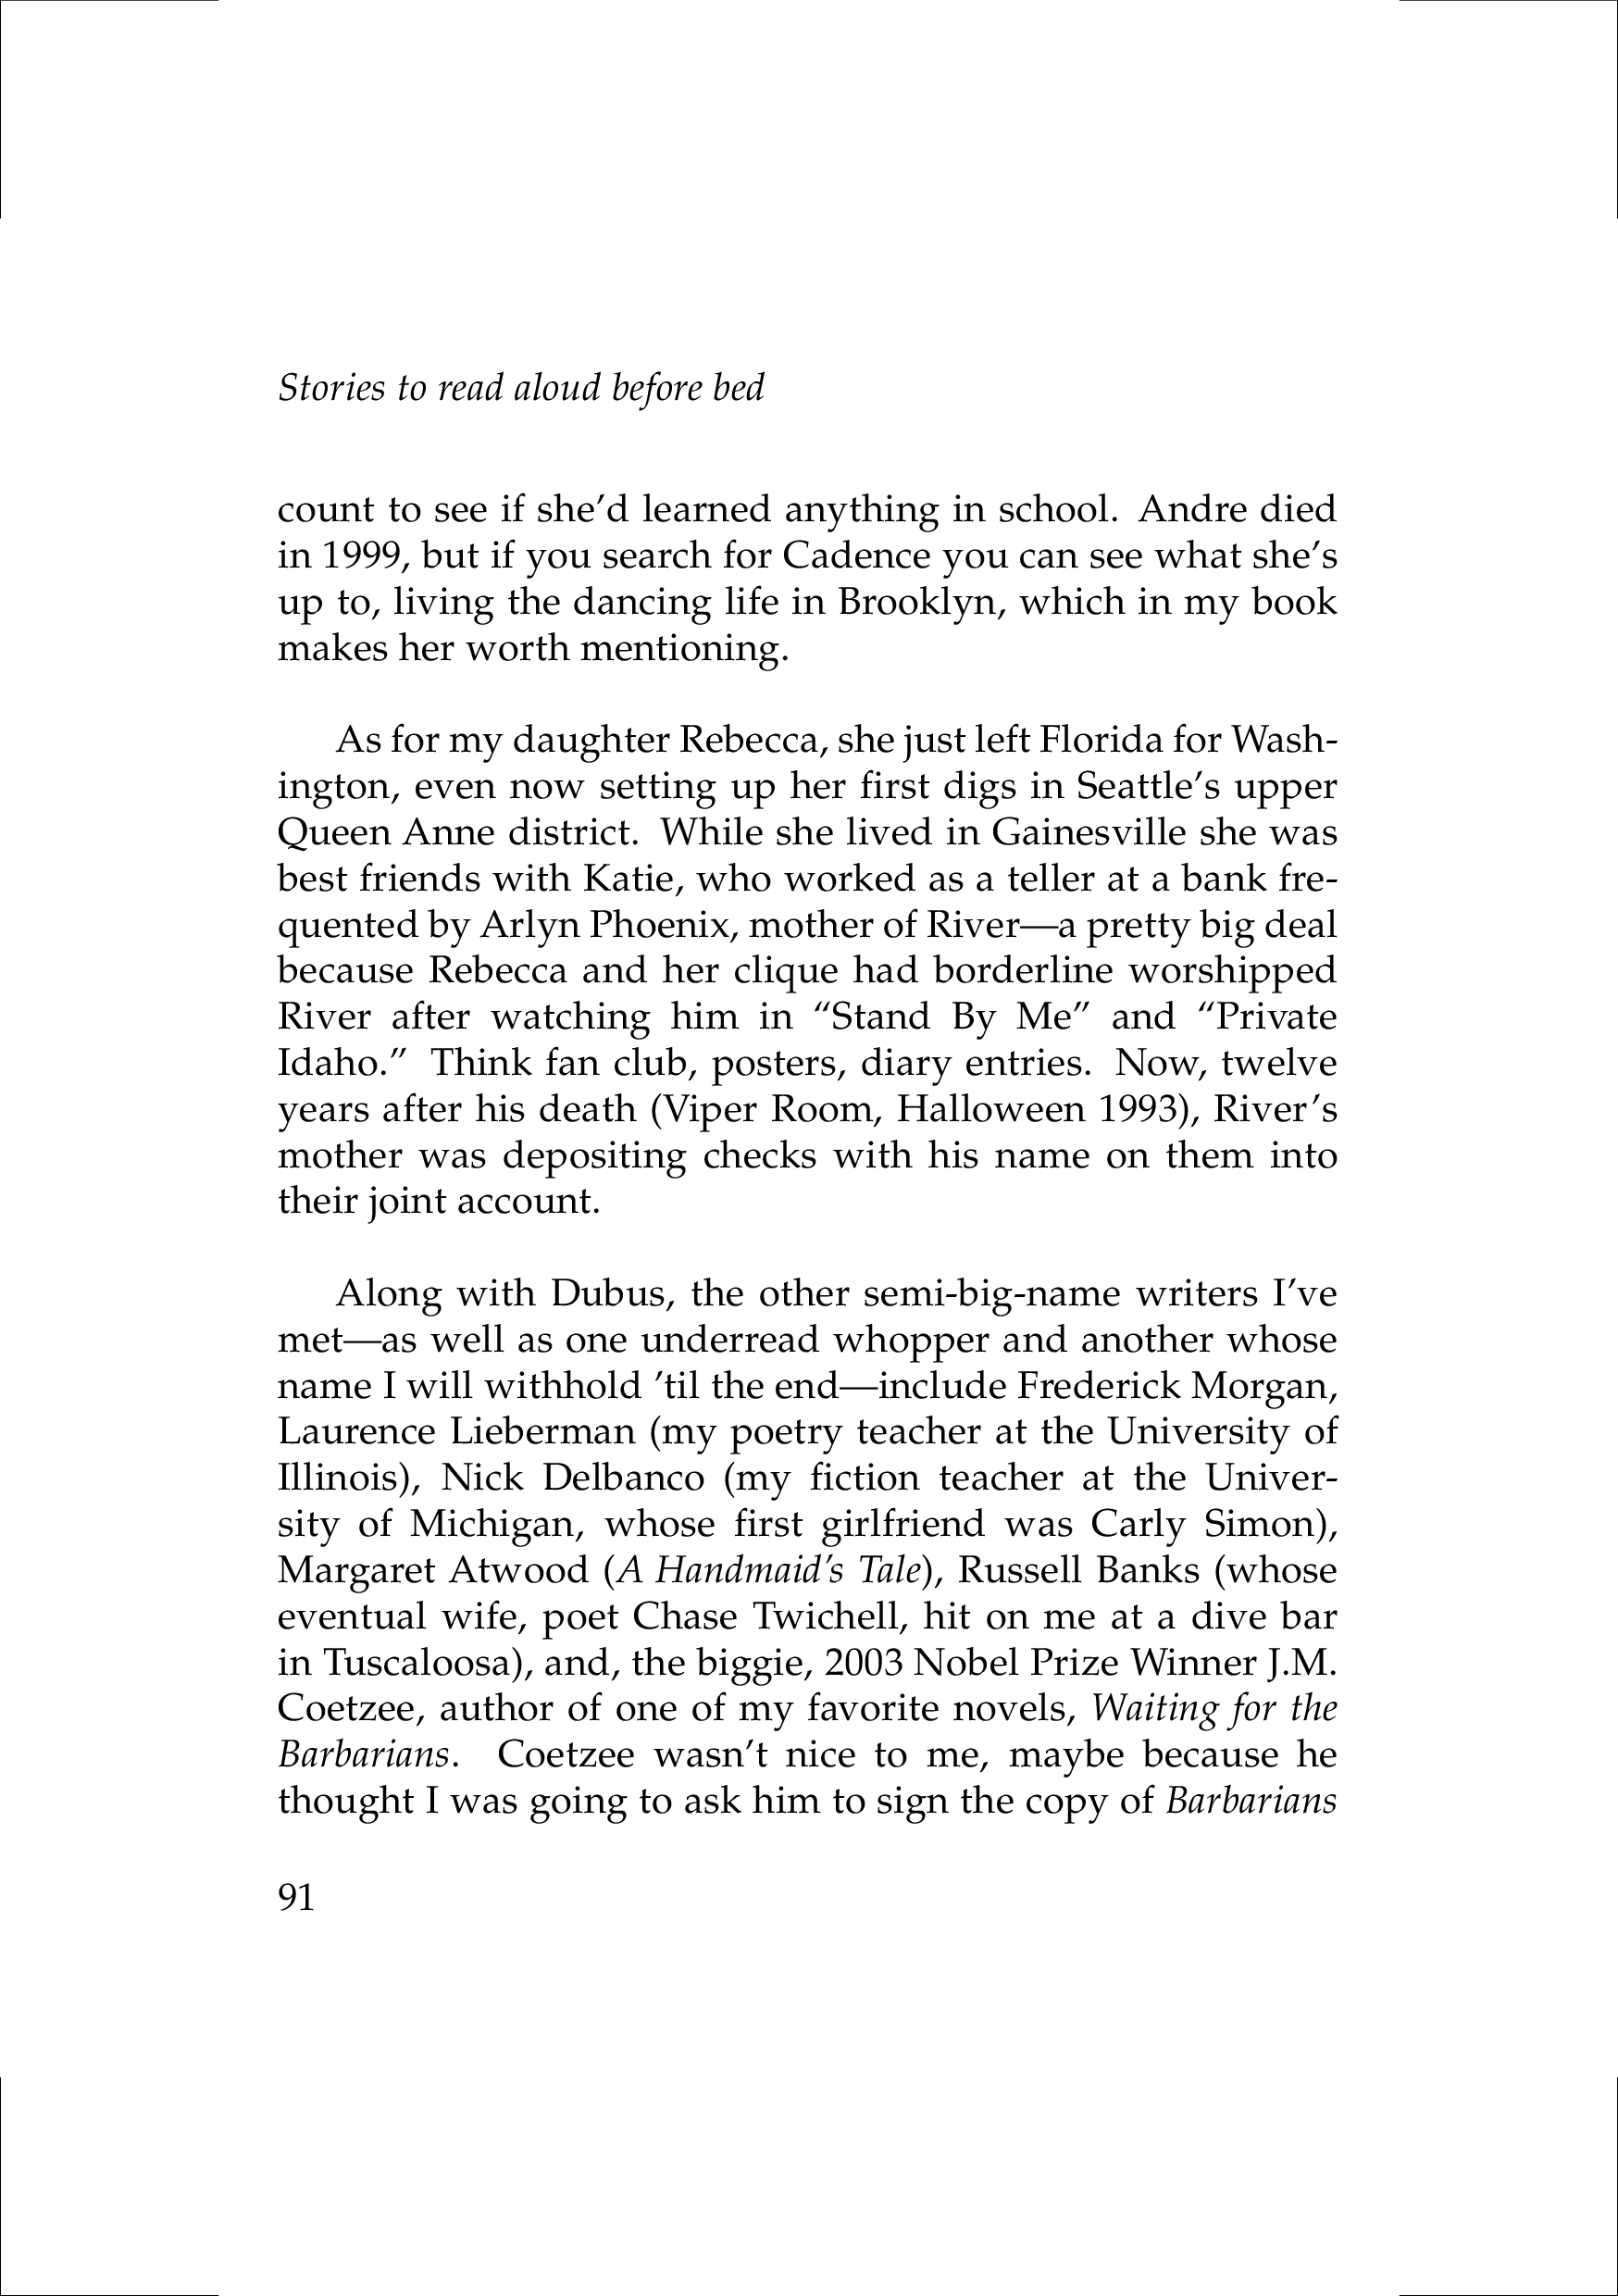 Stories to read aloud before bed
count to see if she’d learned anything in school. Andre died
in 1999, but if you search for Cadence you can see what she’s
up to, living the dancing life in Brooklyn, which in my book
makes her worth mentioning.
As for my daughter Rebecca, she just left Florida for Wash-
ington, even now setting up her first digs in Seattle’s upper
Queen Anne district. While she lived in Gainesville she was
best friends with Katie, who worked as a teller at a bank fre-
quented by Arlyn Phoenix, mother of River—a pretty big deal
because Rebecca and her clique had borderline worshipped
River after watching him in “Stand By Me” and “Private
Idaho.” Think fan club, posters, diary entries. Now, twelve
years after his death (Viper Room, Halloween 1993), River’s
mother was depositing checks with his name on them into
their joint account.
Along with Dubus, the other semi-big-name writers I’ve
met—as well as one underread whopper and another whose
name I will withhold ’til the end—include Frederick Morgan,
Laurence Lieberman (my poetry teacher at the University of
Illinois), Nick Delbanco (my fiction teacher at the Univer-
sity of Michigan, whose first girlfriend was Carly Simon),
Margaret Atwood (A Handmaid’s Tale), Russell Banks (whose
eventual wife, poet Chase Twichell, hit on me at a dive bar
in Tuscaloosa), and, the biggie, 2003 Nobel Prize Winner J.M.
Coetzee, author of one of my favorite novels, Waiting for the
Barbarians. Coetzee wasn’t nice to me, maybe because he
thought I was going to ask him to sign the copy of Barbarians
91